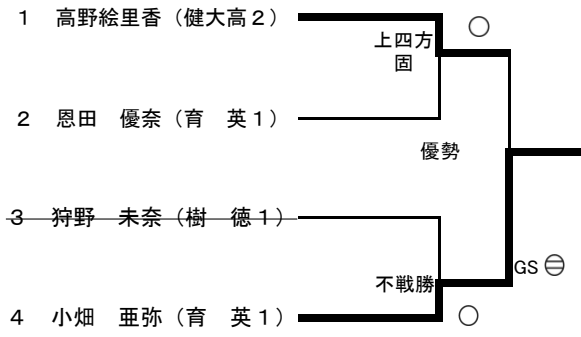 １　高野絵里香（健大高２）
上四方
固
２　恩田　優奈（育　英１）
優勢
３　狩野　未奈（樹　徳１）
GS
不戦勝
４　小畑　亜弥（育　英１）